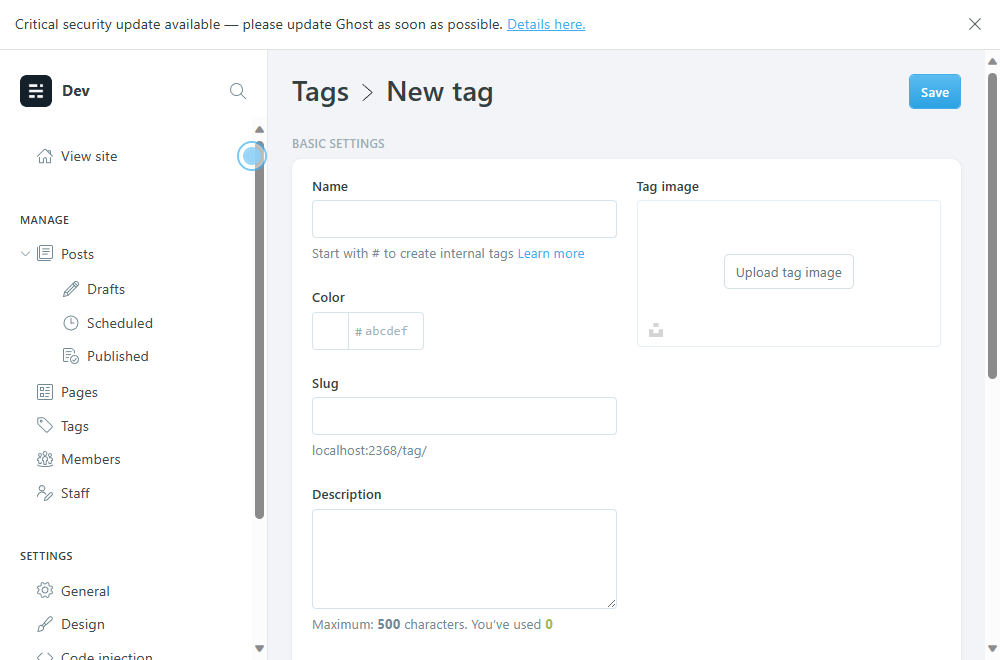 Critical security update available — please update Ghost as soon as possible. Details here.
Dev
View site
MANAGE
Posts
Drafts
Scheduled
Published
Pages
Tags
Members
Staff
SETTINGS
General
Design
Code injection
Tags > New tag
Save
BASIC SETTINGS
Name
Start with # to create internal tags Learn more
Color
# abcdef
Slug
localhost:2368/tag/
Description
Maximum: 500 characters. You've used 0
Tag image
Upload tag image